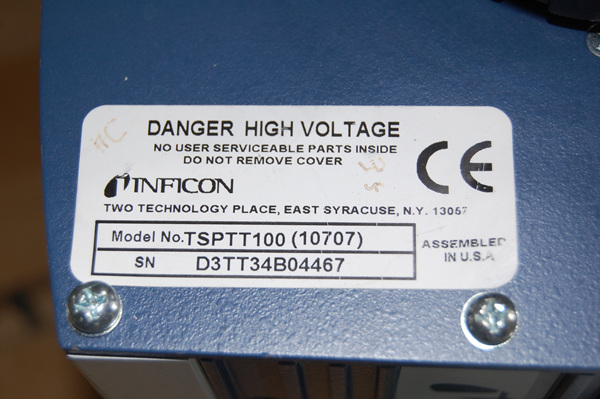 DANGER HIGH VOLTAGE
NO USER SERVICEABLE PARTS INSIDE
DO NOT REMOVE COVER
CE
INFICON
TWO TECHNOLOGY PLACE, EAST SYRACUSE, N.Y. 13057
Model No. TSPTT100 (10707)
SN D3TT34B04467
ASSEMBLED
IN U.S.A